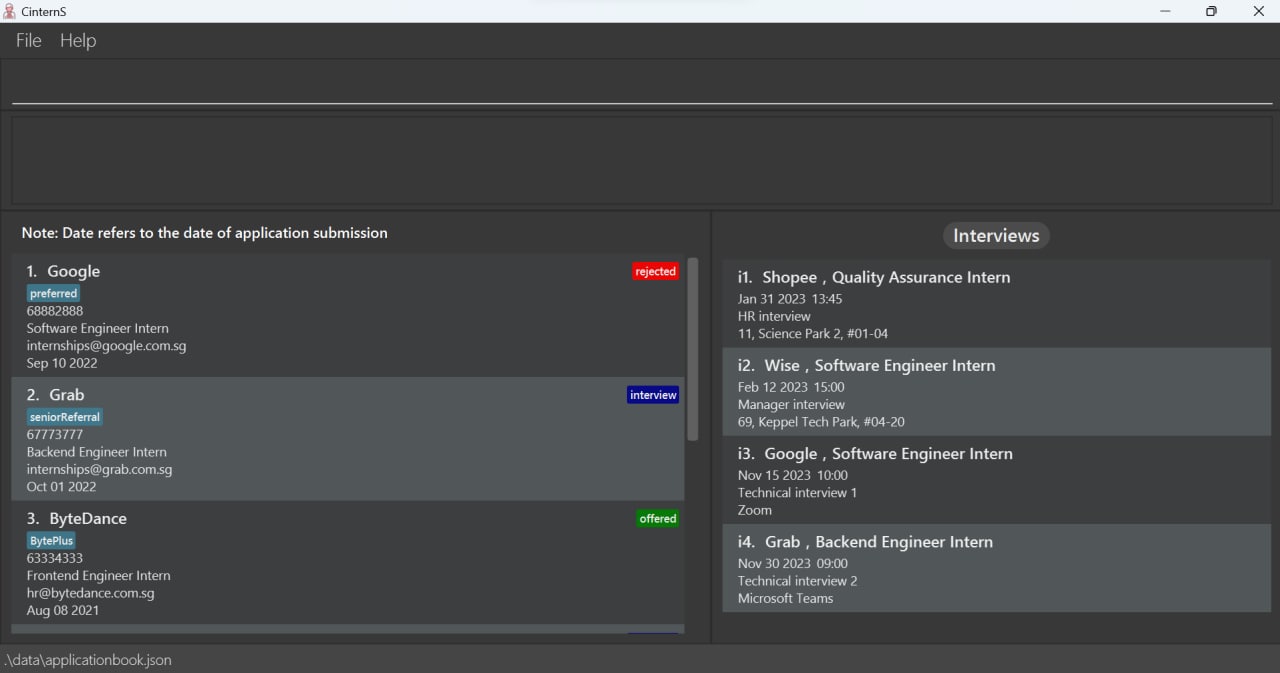 CinternS
File Help
Note: Date refers to the date of application submission
1. Google
rejected
preferred
68882888
Software Engineer Intern
internships@google.com.sg
Sep 10 2022
2. Grab
interview
seniorReferral
67773777
Backend Engineer Intern
internships@grab.com.sg
Oct 01 2022
3. ByteDance
offered
BytePlus
63334333
Frontend Engineer Intern
hr@bytedance.com.sg
Aug 08 2021
Interviews
i1. Shopee , Quality Assurance Intern
Jan 31 2023 13:45
HR interview
11, Science Park 2, #01-04
i2. Wise , Software Engineer Intern
Feb 12 2023 15:00
Manager interview
69, Keppel Tech Park, #04-20
i3. Google , Software Engineer Intern
Nov 15 2023 10:00
Technical interview 1
Zoom
i4. Grab , Backend Engineer Intern
Nov 30 2023 09:00
Technical interview 2
Microsoft Teams
.\data\applicationbook.json